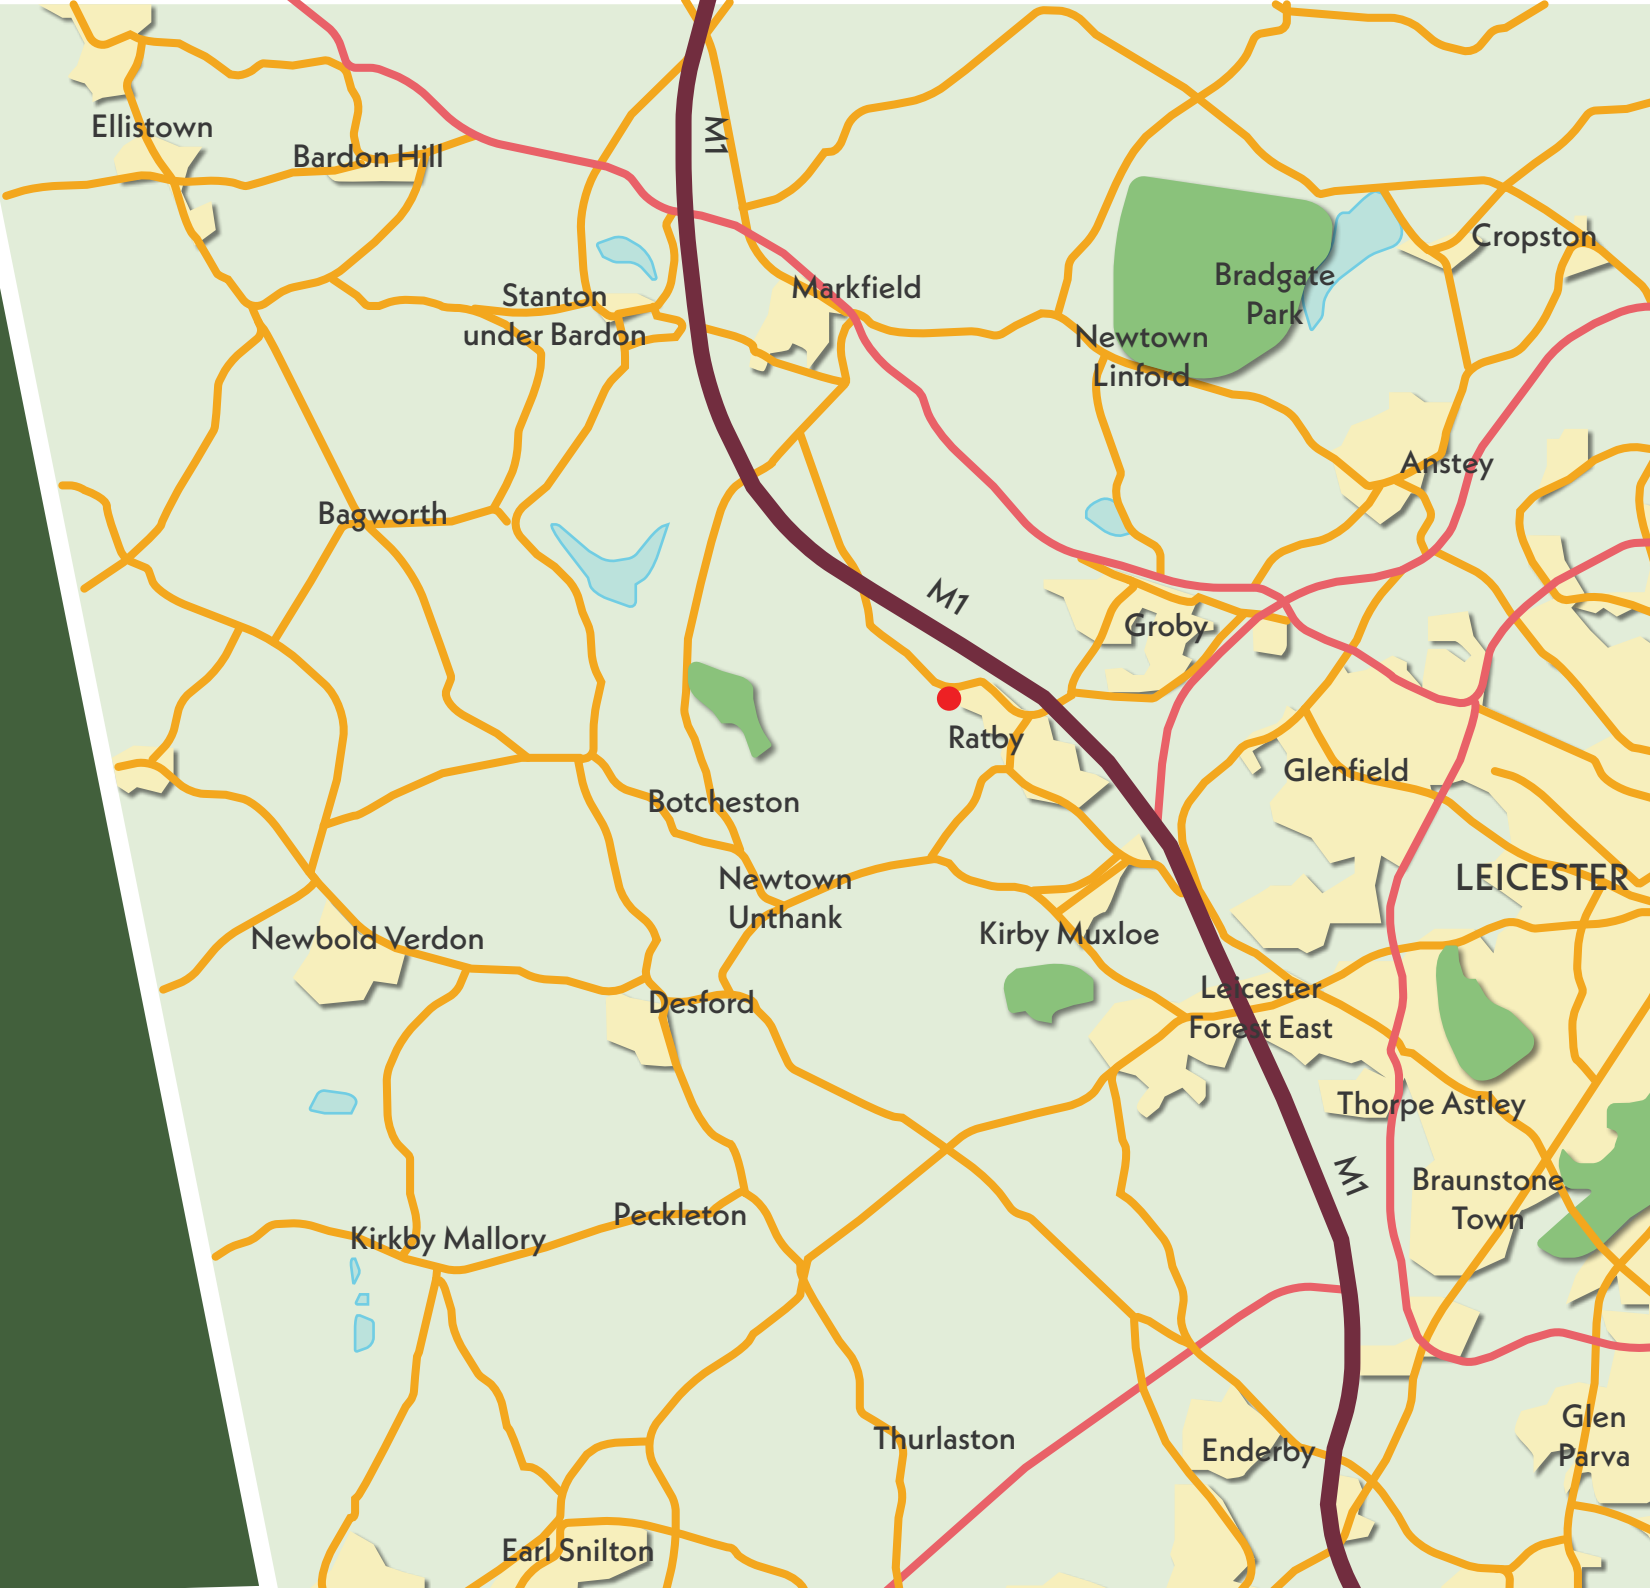 Ellistown
M1
Bardon Hill
Cropston
Bradgate
Park
Markfield
Stanton
under Bardon
Newtown
Linford
Anstey
Bagworth
M1
Groby
Ratby
Glenfield
Botcheston
Newtown
Unthank
LEICESTER
Newbold Verdon
Kirby Muxloe
Leicester
Forest East
Desford
Thorpe Astley
M1
Braunstone
Town
Peckleton
Kirkby Mallory
Glen
Parva
Thurlaston
Enderby
Earl Snilton